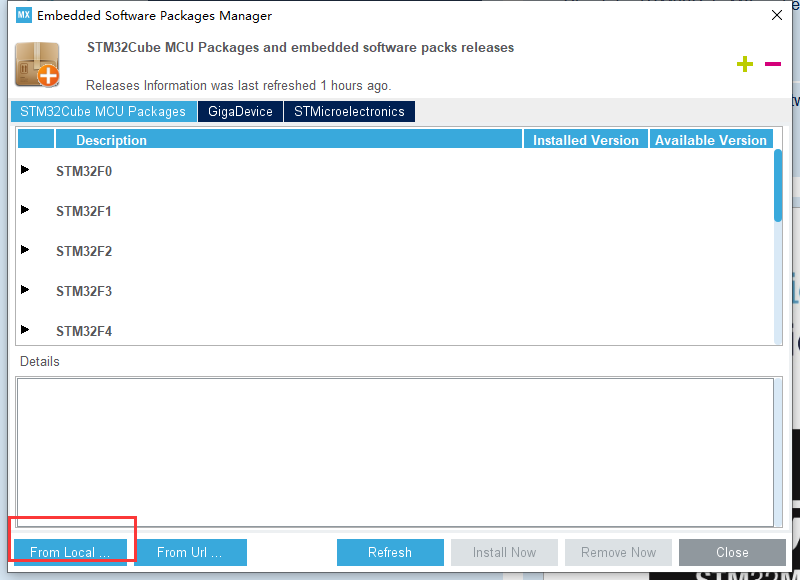 MX Embedded Software Packages Manager
STM32Cube MCU Packages and embedded software packs releases
Releases Information was last refreshed 1 hours ago.
STM32Cube MCU Packages GigaDevice STMicroelectronics
Description Installed Version Available Version
STM32F0
STM32F1
STM32F2
STM32F3
STM32F4
Details
From Local ... From Url ... Refresh Install Now Remove Now Close